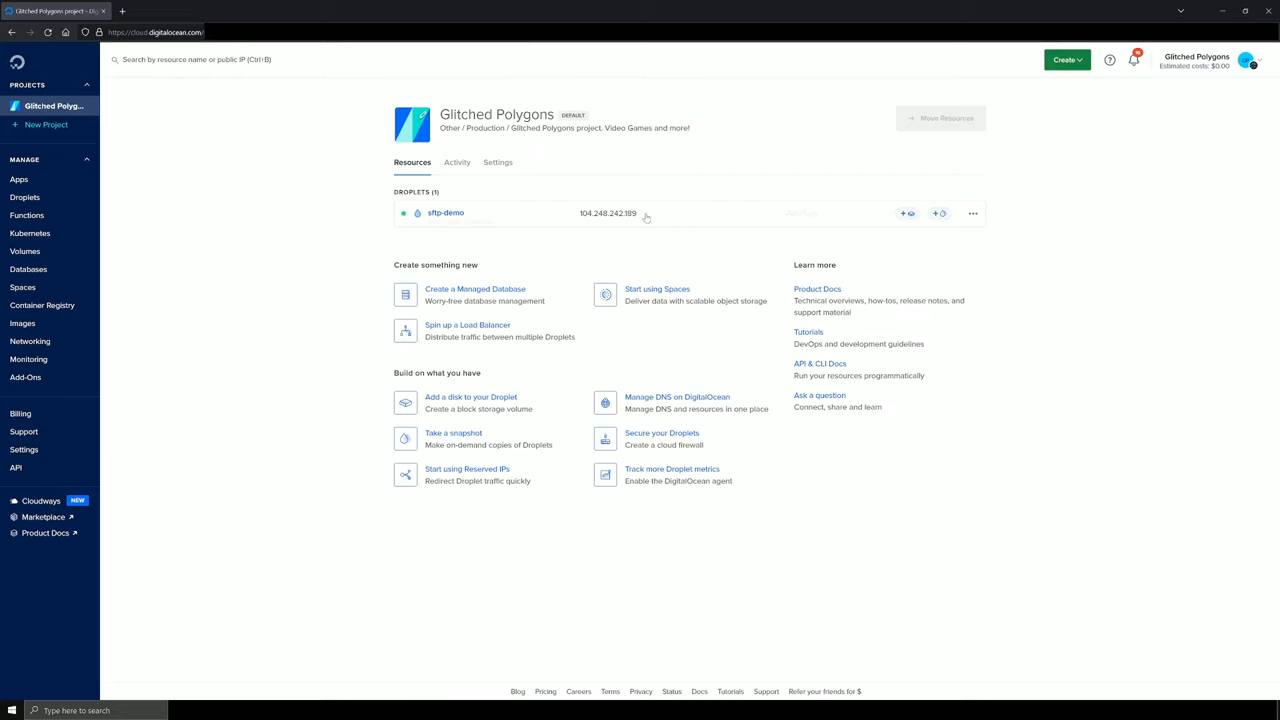 Glitched Polygons project - Digi
https://cloud.digitalocean.com/
Search by resource name or public IP (Ctrl+B)
Create
16
Glitched Polygons
Estimated costs: $0.00
PROJECTS
Glitched Polyg...
+ New Project
MANAGE
Apps
Droplets
Functions
Kubernetes
Volumes
Databases
Spaces
Container Registry
Images
Networking
Monitoring
Add-Ons
Billing
Support
Settings
API
Cloudways NEW
Marketplace ↗
Product Docs ↗
Glitched Polygons DEFAULT
Other / Production / Glitched Polygons project. Video Games and more!
→ Move Resources
Resources Activity Settings
DROPLETS (1)
sftp-demo 104.248.242.189
Create something new
Create a Managed Database
Worry-free database management
Start using Spaces
Deliver data with scalable object storage
Spin up a Load Balancer
Distribute traffic between multiple Droplets
Build on what you have
Add a disk to your Droplet
Create a block storage volume
Manage DNS on DigitalOcean
Manage DNS and resources in one place
Take a snapshot
Make on-demand copies of Droplets
Secure your Droplets
Create a cloud firewall
Start using Reserved IPs
Redirect Droplet traffic quickly
Track more Droplet metrics
Enable the DigitalOcean agent
Learn more
Product Docs
Technical overviews, how-tos, release notes, and
support material
Tutorials
DevOps and development guidelines
API & CLI Docs
Run your resources programmatically
Ask a question
Connect, share and learn
Blog Pricing Careers Terms Privacy Status Docs Tutorials Support Refer your friends for $
Type here to search